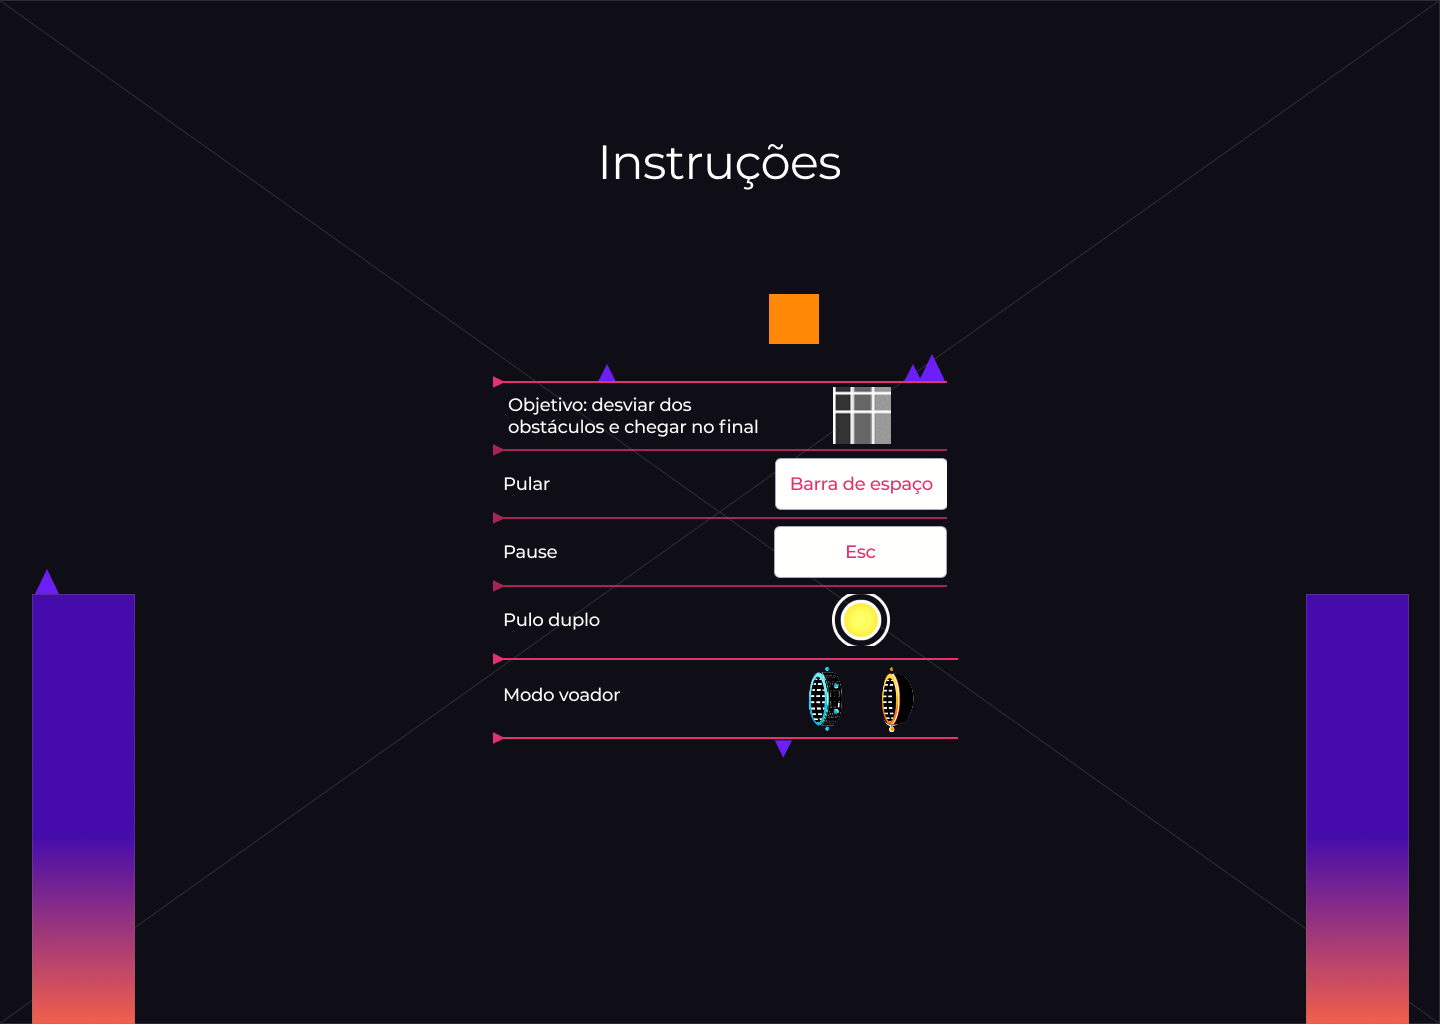 Instruções
Objetivo: desviar dos
obstáculos e chegar no final
Pular
Barra de espaço
Pause
Esc
Pulo duplo
Modo voador